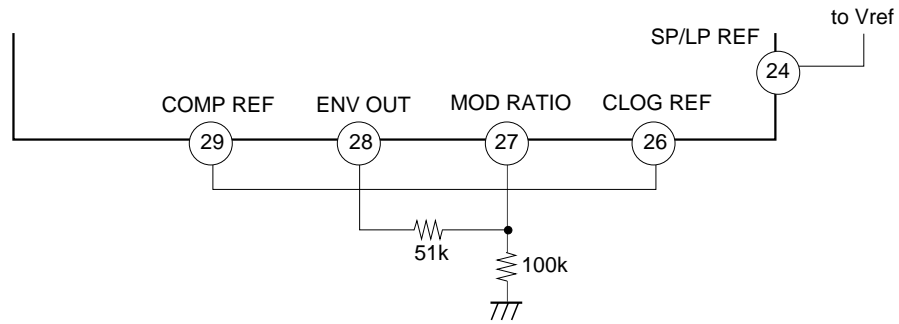 to Vref
SP/LP REF
24
COMP REF
ENV OUT
MOD RATIO
CLOG REF
29
28
27
26
51k
100k